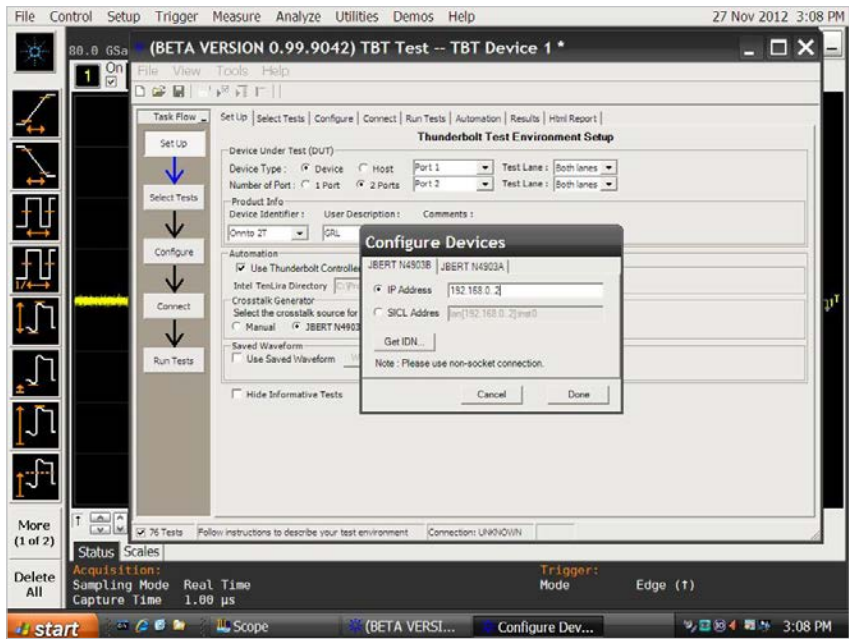 File Control Setup Trigger Measure Analyze Utilities Demos Help 27 Nov 2012 3:08 PM
80.0 GSa
1 On
(BETA VERSION 0.99.9042) TBT Test -- TBT Device 1 *
File View Tools Help
Task Flow
Set Up Select Tests Configure Connect Run Tests Automation Results Html Report
Thunderbolt Test Environment Setup
Set Up
Select Tests
Configure
Connect
Run Tests
Device Under Test (DUT)
Device Type : Device Host Port 1 Test Lane : Both lanes
Number of Port : 1 Port 2 Ports Port 2 Test Lane : Both lanes
Product Info
Device Identifier : User Description : Comments :
Onnto 2T GRL
Automation
Use Thunderbolt Controlle
Intel TenLira Directory
Crosstalk Generator
Select the crosstalk source for
Manual JBERT N4903
Saved Waveform
Use Saved Waveform
Hide Informative Tests
Configure Devices
JBERT N4903B JBERT N4903A
IP Address 192.168.0. 2
SICL Addres lan[192.168.0. 2]:inst0
Get IDN...
Note : Please use non-socket connection.
Cancel Done
76 Tests Follow instructions to describe your test environment Connection: UNKNOWN
More
(1 of 2)
Delete
All
Status Scales
Acquisition: Trigger:
Sampling Mode Real Time Mode Edge (↑)
Capture Time 1.00 µs
start Scope (BETA VERSI... Configure Dev... 3:08 PM